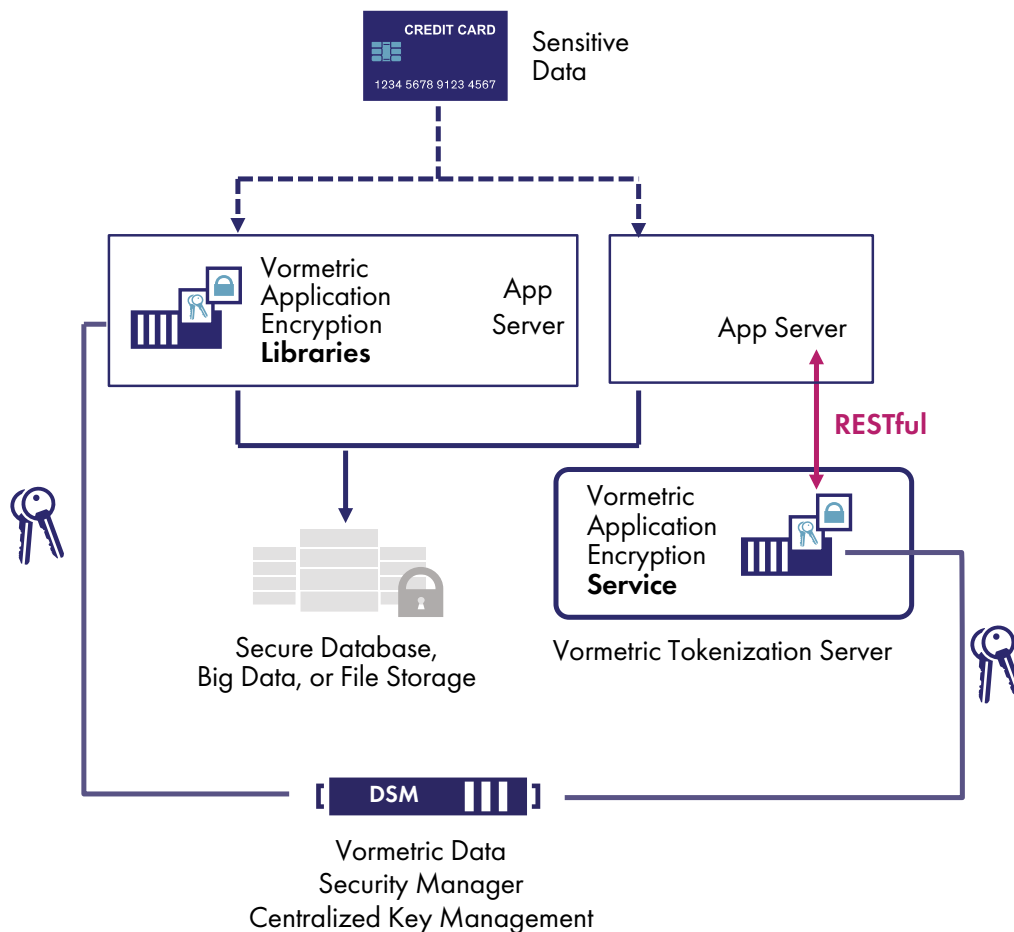 CREDIT CARD
1234 5678 9123 4567
Sensitive
Data
Vormetric
Application
Encryption
Libraries
App
Server
App Server
RESTful
Vormetric
Application
Encryption
Service
Secure Database,
Big Data, or File Storage
Vormetric Tokenization Server
DSM
Vormetric Data
Security Manager
Centralized Key Management